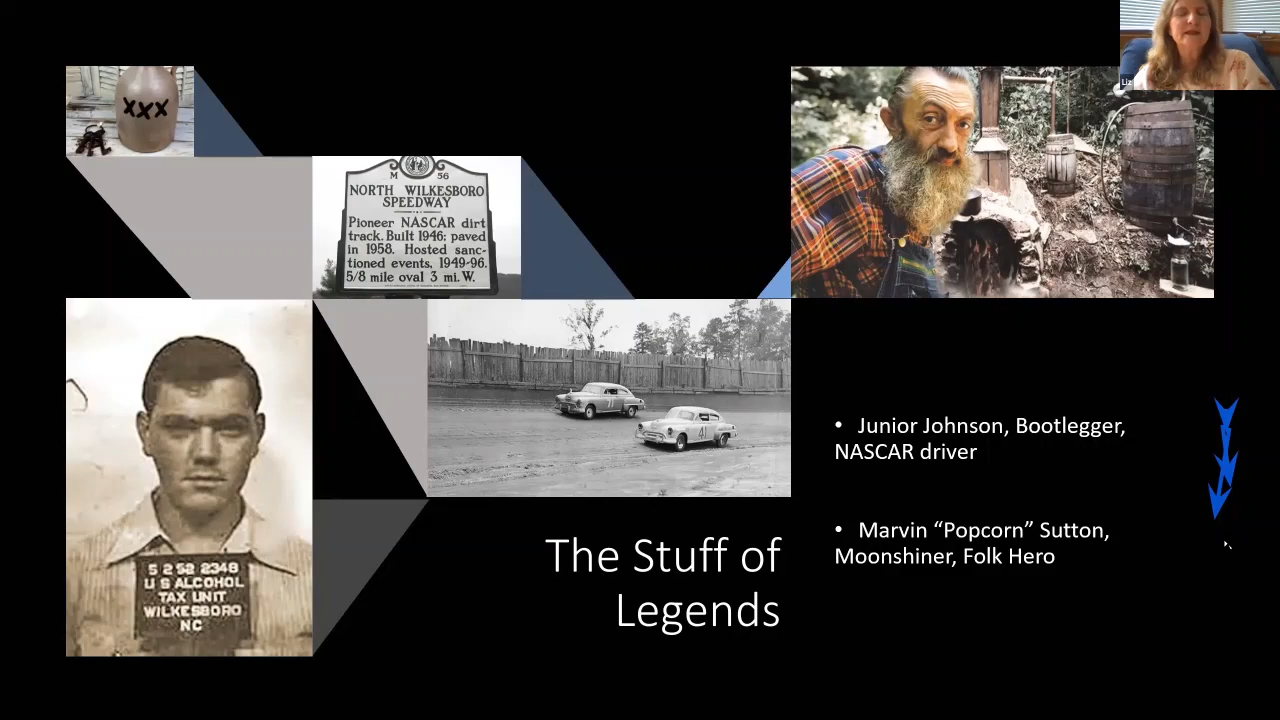 XXX
Liz
M 56
NORTH WILKESBORO
SPEEDWAY
Pioneer NASCAR dirt
track. Built 1946; paved
in 1958. Hosted sanc-
tioned events, 1949-96.
5/8 mile oval 3 mi. W.
41
5 2 52 2348
U S ALCOHOL
TAX UNIT
WILKESBORO
NC
The Stuff of
Legends
• Junior Johnson, Bootlegger,
NASCAR driver
• Marvin “Popcorn” Sutton,
Moonshiner, Folk Hero